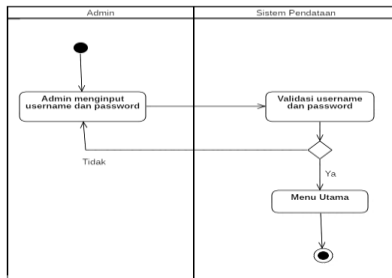 Admin
Sistem Pendataan
Admin menginput
username dan password
Validasi username
dan password
Tidak
Ya
Menu Utama